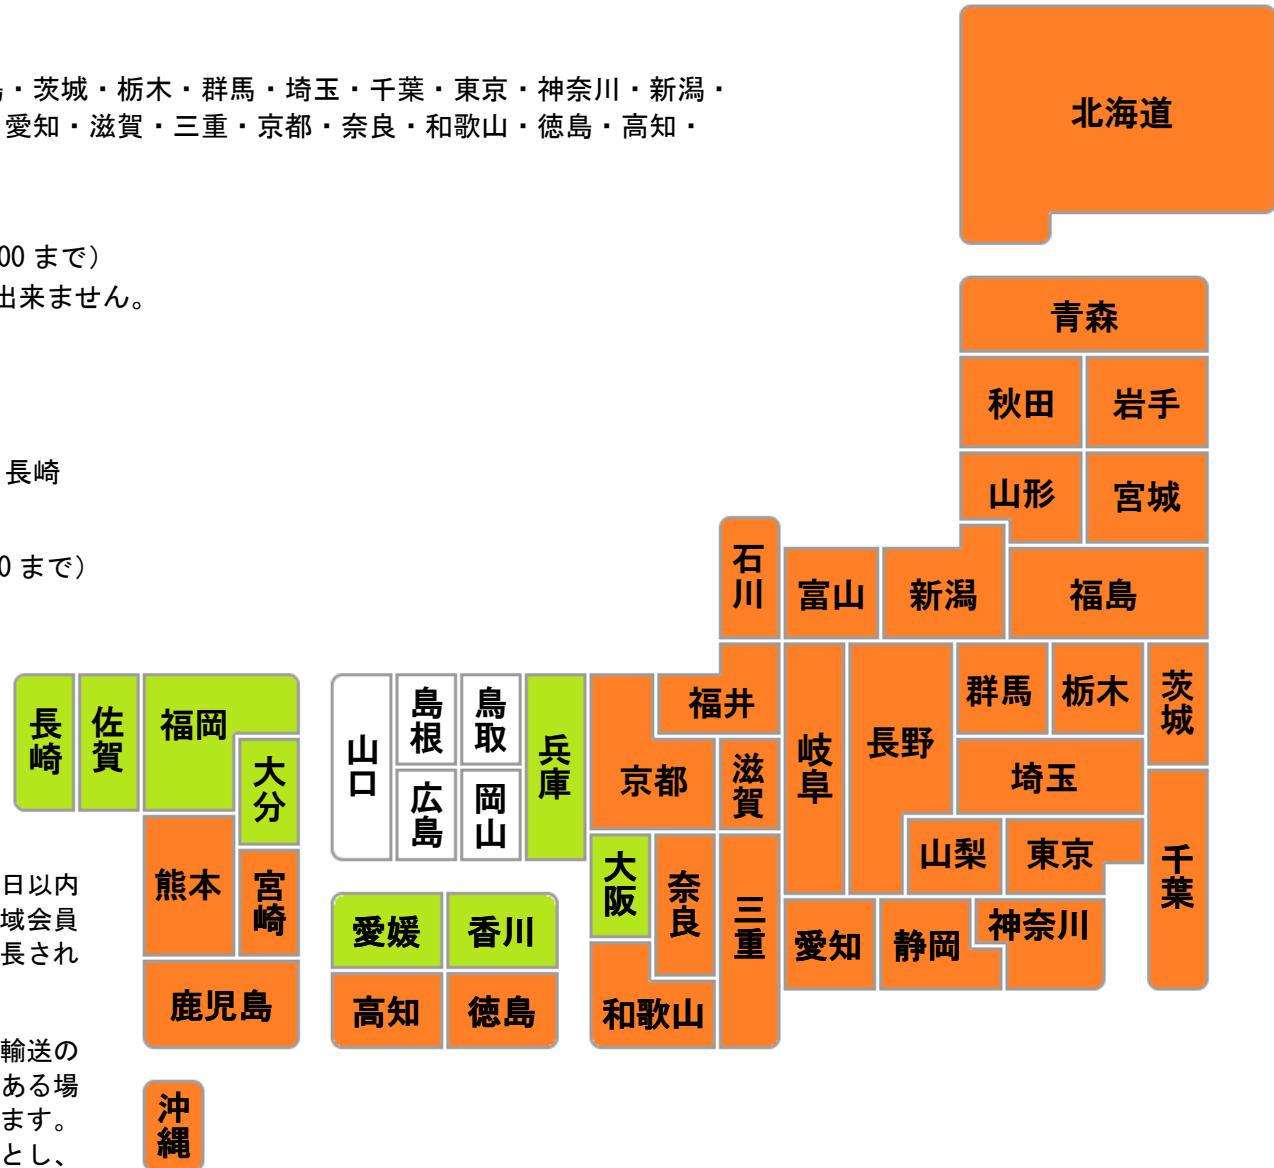 ・茨城・栃木・群馬・埼玉・千葉・東京・神奈川・新潟・
愛知・滋賀・三重・京都・奈良・和歌山・徳島・高知・
00まで）
出来ません。
長崎
0まで）
北海道
青森
秋田
岩手
山形
宮城
石川
富山
新潟
福島
福井
岐阜
長野
群馬
栃木
茨城
埼玉
山梨
東京
千葉
神奈川
静岡
愛知
滋賀
三重
京都
奈良
大阪
和歌山
兵庫
鳥取
岡山
島根
広島
山口
愛媛
香川
高知
徳島
長崎
佐賀
福岡
大分
熊本
宮崎
鹿児島
沖縄
日以内
域会員
長され
輸送の
ある場
ます。
とし、